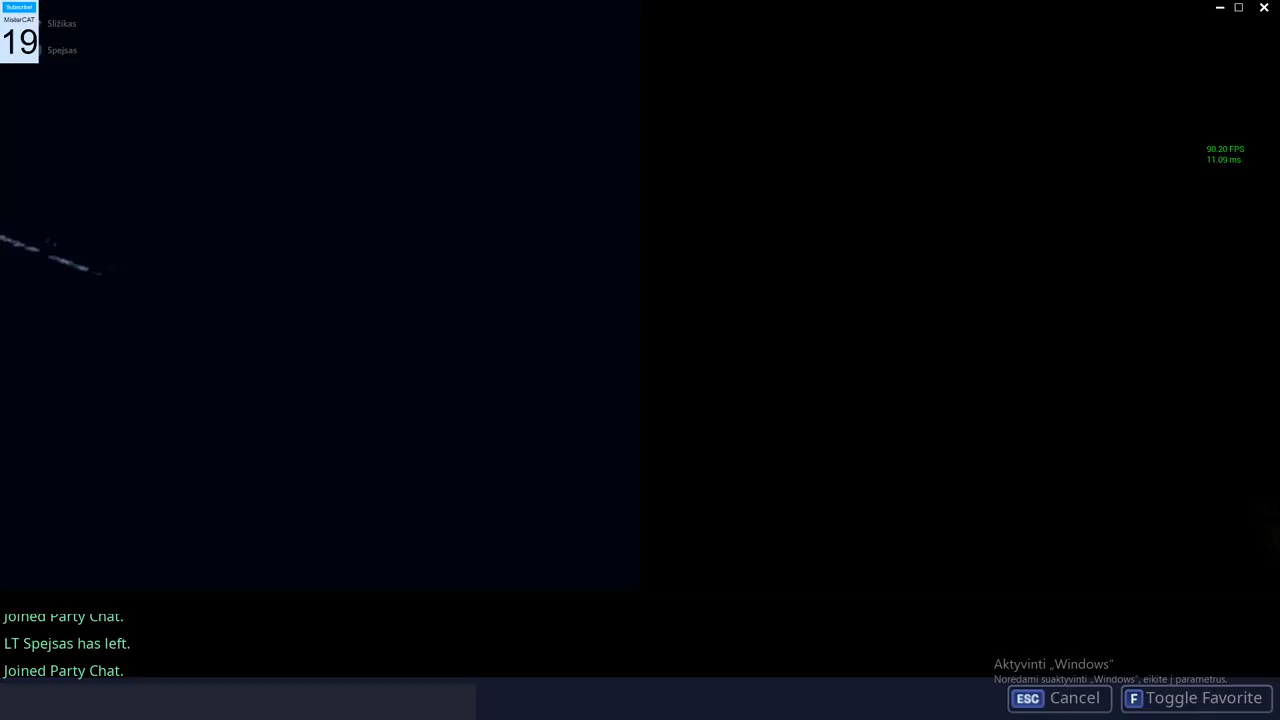 Subscribe!
MisterCAT
19
Sližikas
Spejsas
90.20 FPS
11.09 ms
Joined Party Chat.
LT Spejsas has left.
Joined Party Chat.
Aktyvinti „Windows“
Norėdami suaktyvinti „Windows“, eikite į parametrus.
ESC Cancel
F Toggle Favorite